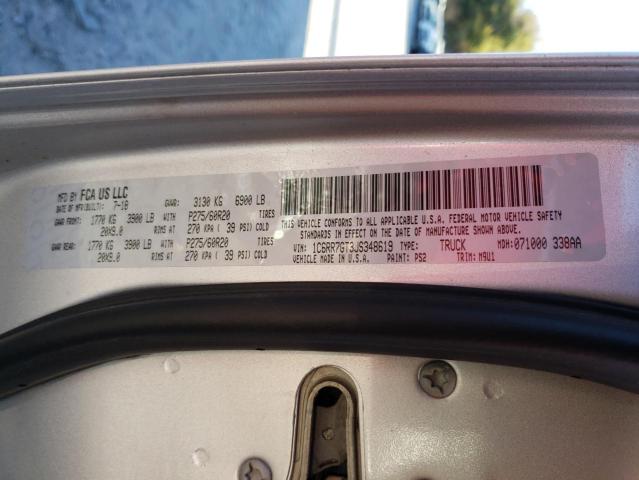 MFD BY FCA US LLC
DATE OF MFR(BUILT): 7-18 GVWR: 3130 KG 6900 LB
GAWR FRONT: 1770 KG 3900 LB WITH P275/60R20 TIRES
20X9.0 RIMS AT 270 KPA ( 39 PSI) COLD
GAWR REAR: 1770 KG 3900 LB WITH P275/60R20 TIRES
20X9.0 RIMS AT 270 KPA ( 39 PSI) COLD
THIS VEHICLE CONFORMS TO ALL APPLICABLE U.S.A. FEDERAL MOTOR VEHICLE SAFETY
STANDARDS IN EFFECT ON THE DATE OF MANUFACTURE SHOWN ABOVE.
VIN: 1C6RR7GT3JS348619 TYPE: TRUCK MDH: 071000 338AA
VEHICLE MADE IN U.S.A. PAINT: PS2 TRIM: M9U1